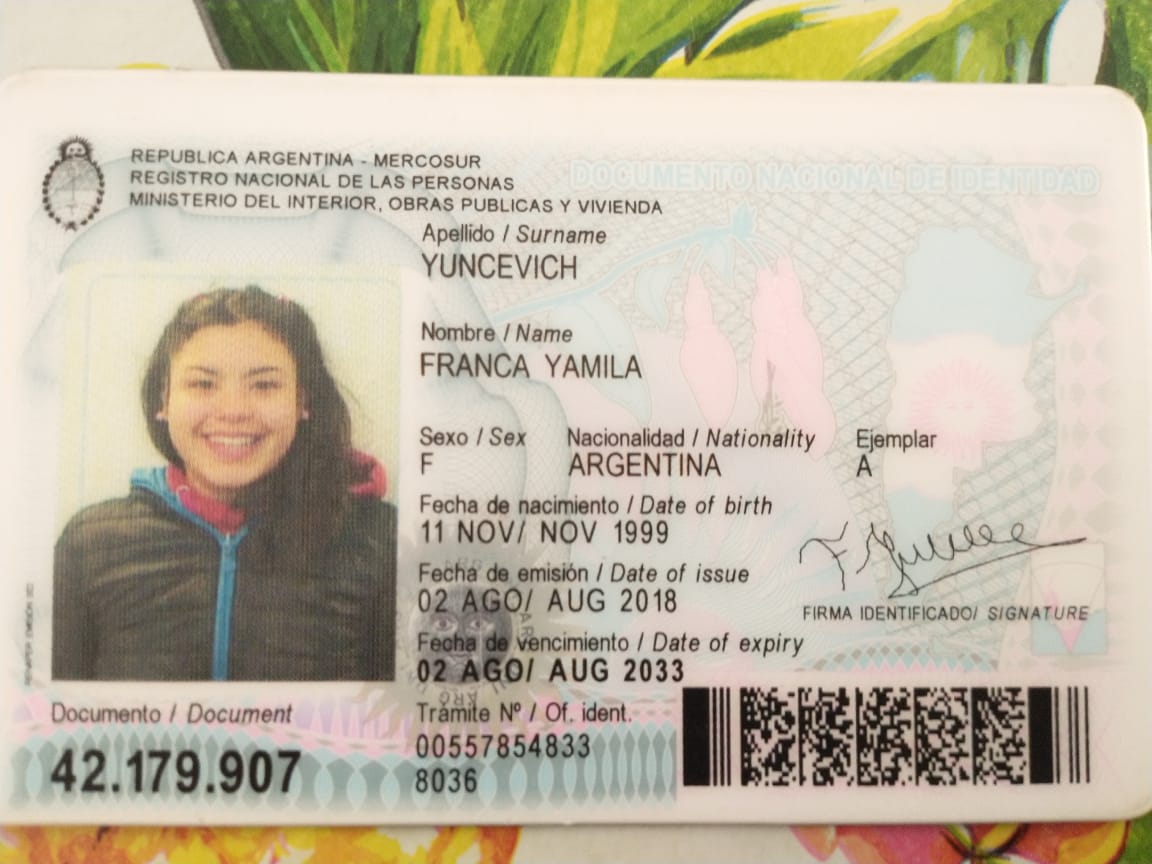 REPUBLICA ARGENTINA - MERCOSUR
REGISTRO NACIONAL DE LAS PERSONAS
MINISTERIO DEL INTERIOR, OBRAS PUBLICAS Y VIVIENDA
DOCUMENTO NACIONAL DE IDENTIDAD
Apellido / Surname
YUNCEVICH
Nombre / Name
FRANCA YAMILA
Sexo / Sex Nacionalidad / Nationality Ejemplar
F ARGENTINA A
Fecha de nacimiento / Date of birth
11 NOV/ NOV 1999
Fecha de emisión / Date of issue
02 AGO/ AUG 2018
FIRMA IDENTIFICADO/ SIGNATURE
Fecha de vencimiento / Date of expiry
02 AGO/ AUG 2033
Documento / Document
42.179.907
Trámite Nº / Of. ident.
00557854833
8036